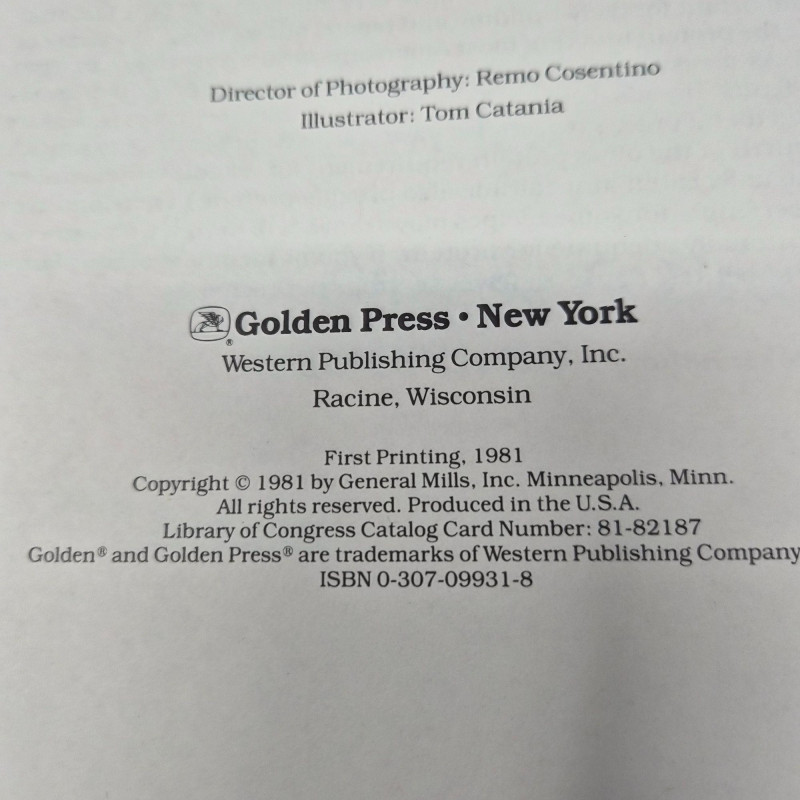 Director of Photography: Remo Cosentino
Illustrator: Tom Catania
Golden Press • New York
®
Western Publishing Company, Inc.
Racine, Wisconsin
First Printing, 1981
Copyright © 1981 by General Mills, Inc. Minneapolis, Minn.
All rights reserved. Produced in the U.S.A.
Library of Congress Catalog Card Number: 81-82187
Golden® and Golden Press® are trademarks of Western Publishing Company
ISBN 0-307-09931-8